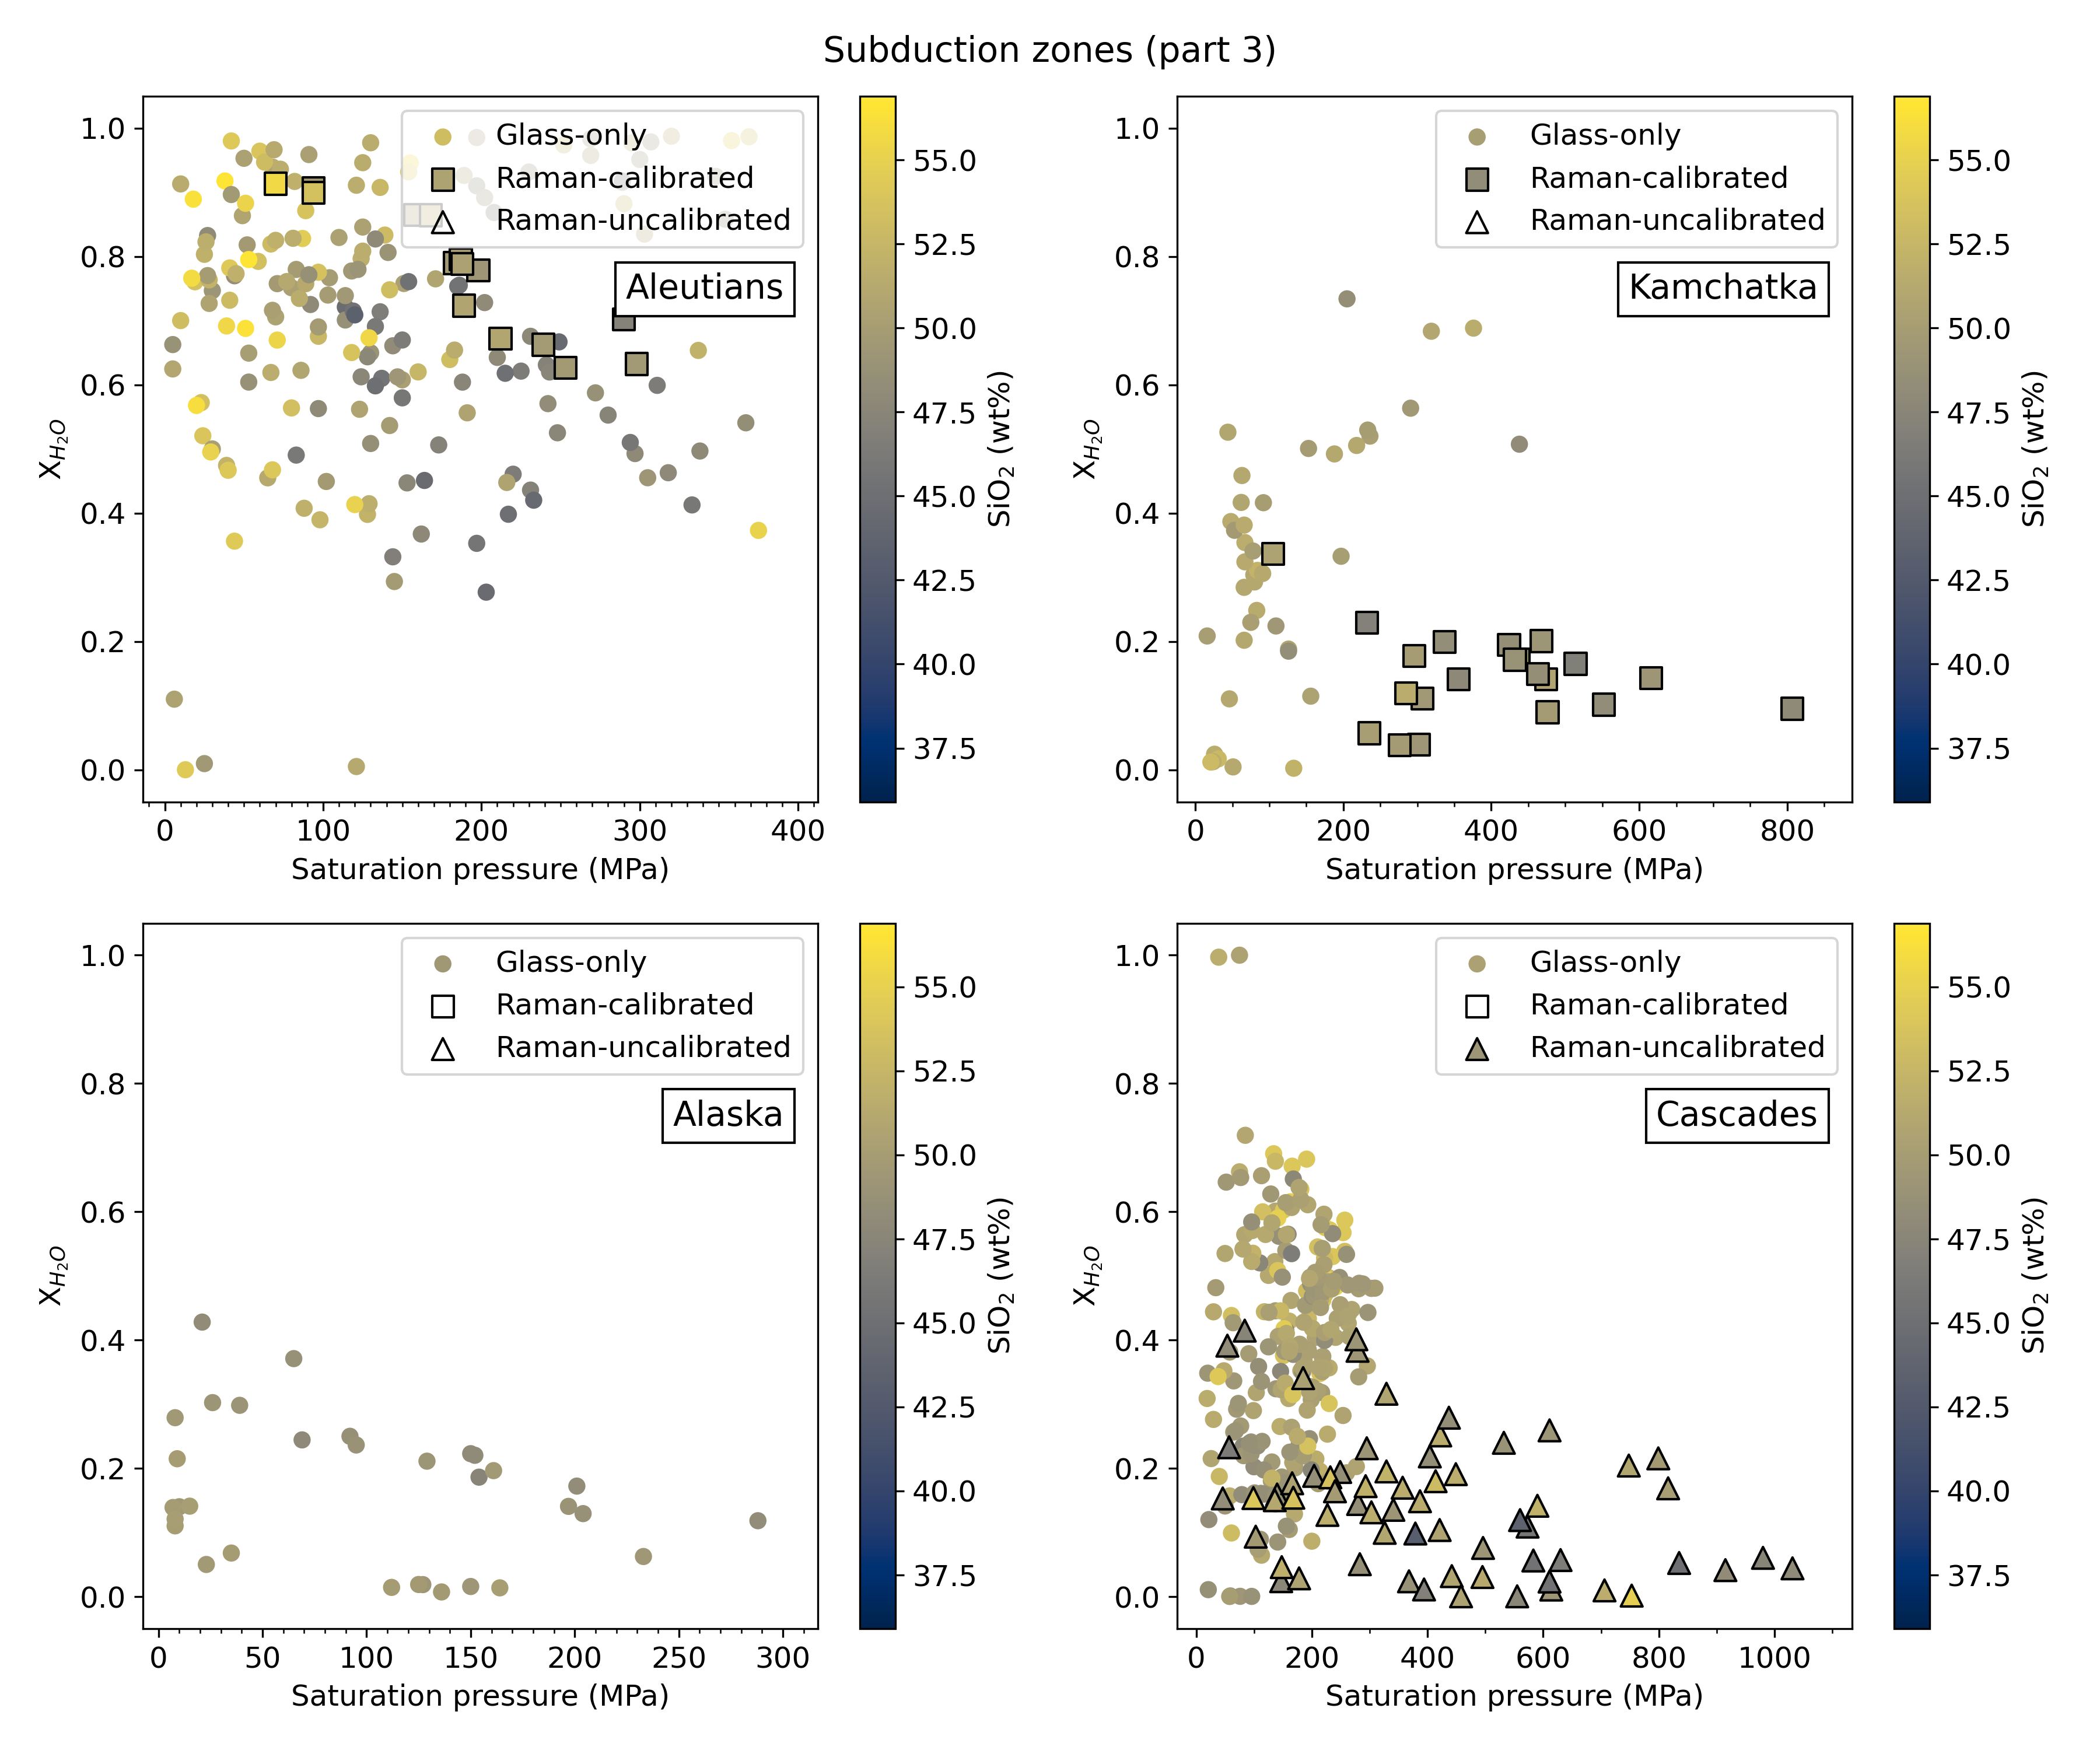 Subduction zones (part 3)
Glass-only
Raman-calibrated
Raman-uncalibrated
Aleutians
1.0
0.8
0.6
0.4
0.2
0.0
X_{H_2O}
0 100 200 300 400
Saturation pressure (MPa)
55.0
52.5
50.0
47.5
45.0
42.5
40.0
37.5
SiO₂ (wt%)
Glass-only
Raman-calibrated
Raman-uncalibrated
Kamchatka
1.0
0.8
0.6
0.4
0.2
0.0
X_{H_2O}
0 200 400 600 800
Saturation pressure (MPa)
55.0
52.5
50.0
47.5
45.0
42.5
40.0
37.5
SiO₂ (wt%)
Glass-only
Raman-calibrated
Raman-uncalibrated
Alaska
1.0
0.8
0.6
0.4
0.2
0.0
X_{H_2O}
0 50 100 150 200 250 300
Saturation pressure (MPa)
55.0
52.5
50.0
47.5
45.0
42.5
40.0
37.5
SiO₂ (wt%)
Glass-only
Raman-calibrated
Raman-uncalibrated
Cascades
1.0
0.8
0.6
0.4
0.2
0.0
X_{H_2O}
0 200 400 600 800 1000
Saturation pressure (MPa)
55.0
52.5
50.0
47.5
45.0
42.5
40.0
37.5
SiO₂ (wt%)